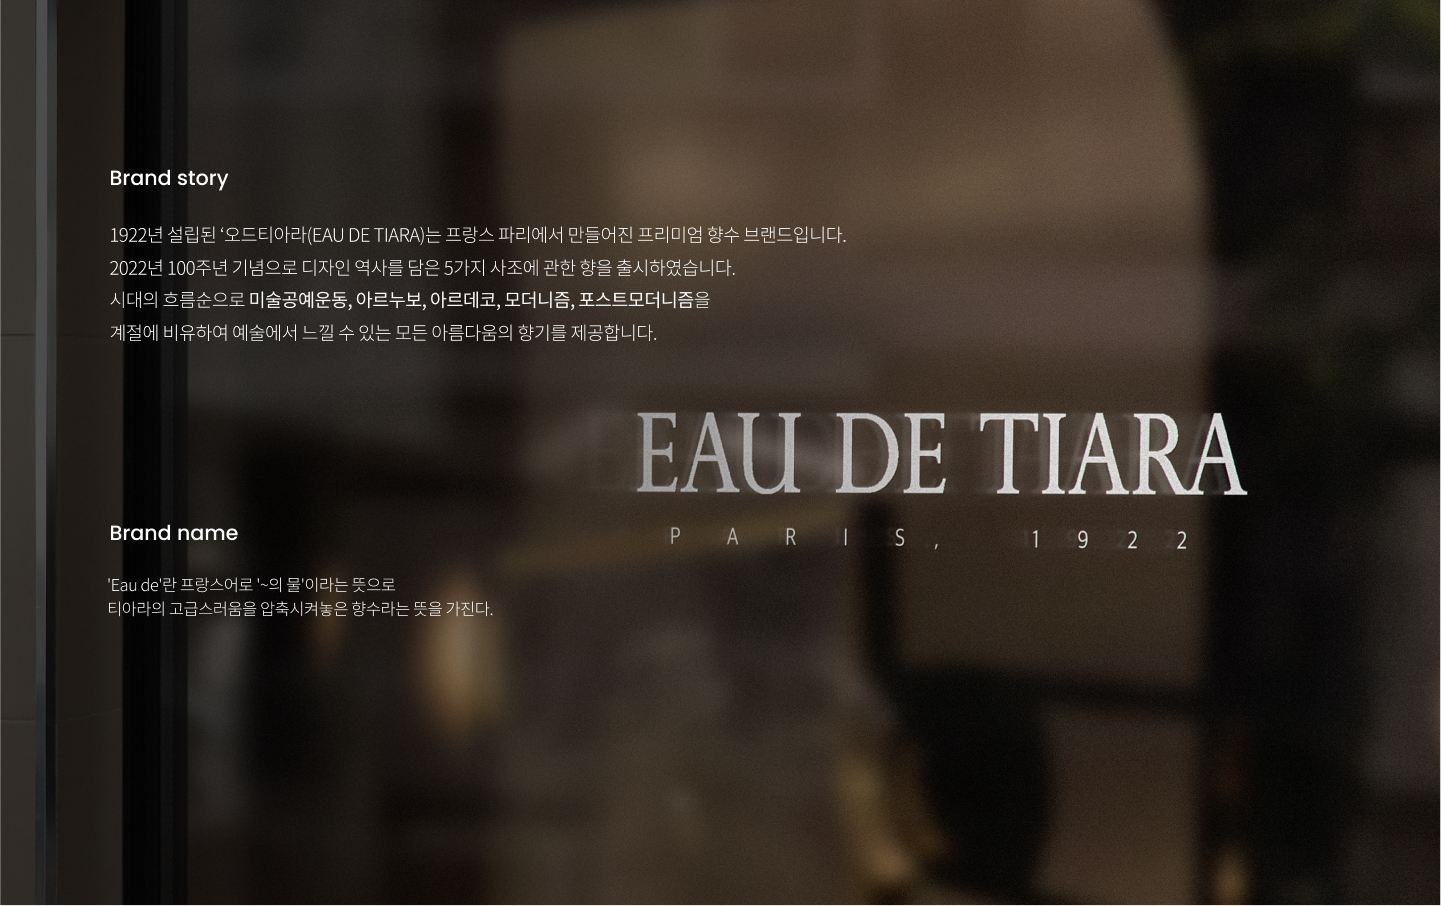 Brand story
1922년 설립된 ‘오드티아라(EAU DE TIARA)는 프랑스 파리에서 만들어진 프리미엄 향수 브랜드입니다.
2022년 100주년 기념으로 디자인 역사를 담은 5가지 사조에 관한 향을 출시하였습니다.
시대의 흐름순으로 미술공예운동, 아르누보, 아르데코, 모더니즘, 포스트모더니즘을
계절에 비유하여 예술에서 느낄 수 있는 모든 아름다움의 향기를 제공합니다.
EAU DE TIARA
PARIS, 1922
Brand name
'Eau de'란 프랑스어로 '~의 물'이라는 뜻으로
티아라의 고급스러움을 압축시켜놓은 향수라는 뜻을 가진다.